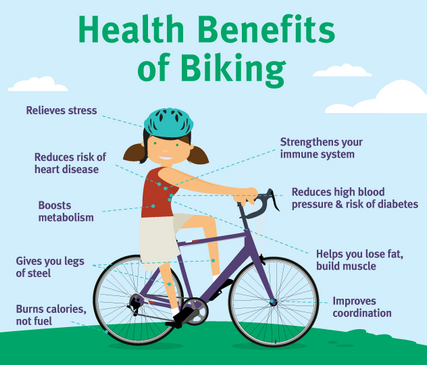 Health Benefits
of Biking
Relieves stress
Strengthens your
immune system
Reduces risk of
heart disease
Reduces high blood
pressure & risk of diabetes
Boosts
metabolism
Helps you lose fat,
build muscle
Gives you legs
of steel
Improves
coordination
Burns calories,
not fuel